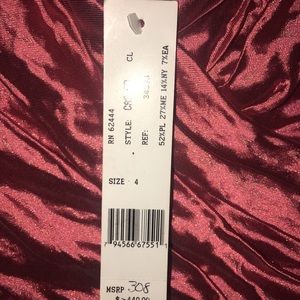 RN 62444
STYLE: CL
REF:
52%PL 27%ME 14%NY 7%EA
SIZE 4
7 94566 67551 1
MSRP 308